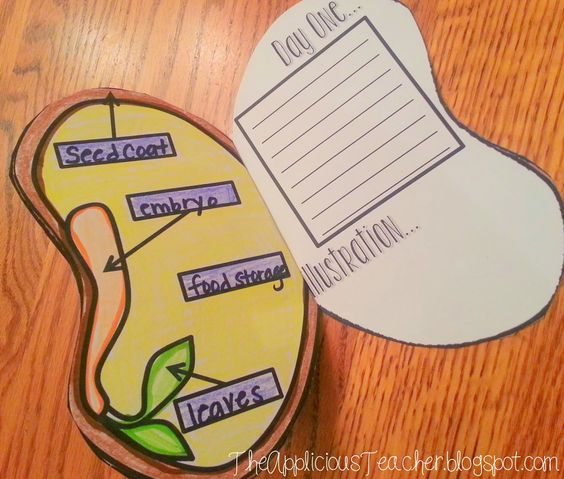 Seed coat
embryo
food storage
leaves
Day One....
Illustration....
TheAppliciousTeacher.blogspot.com